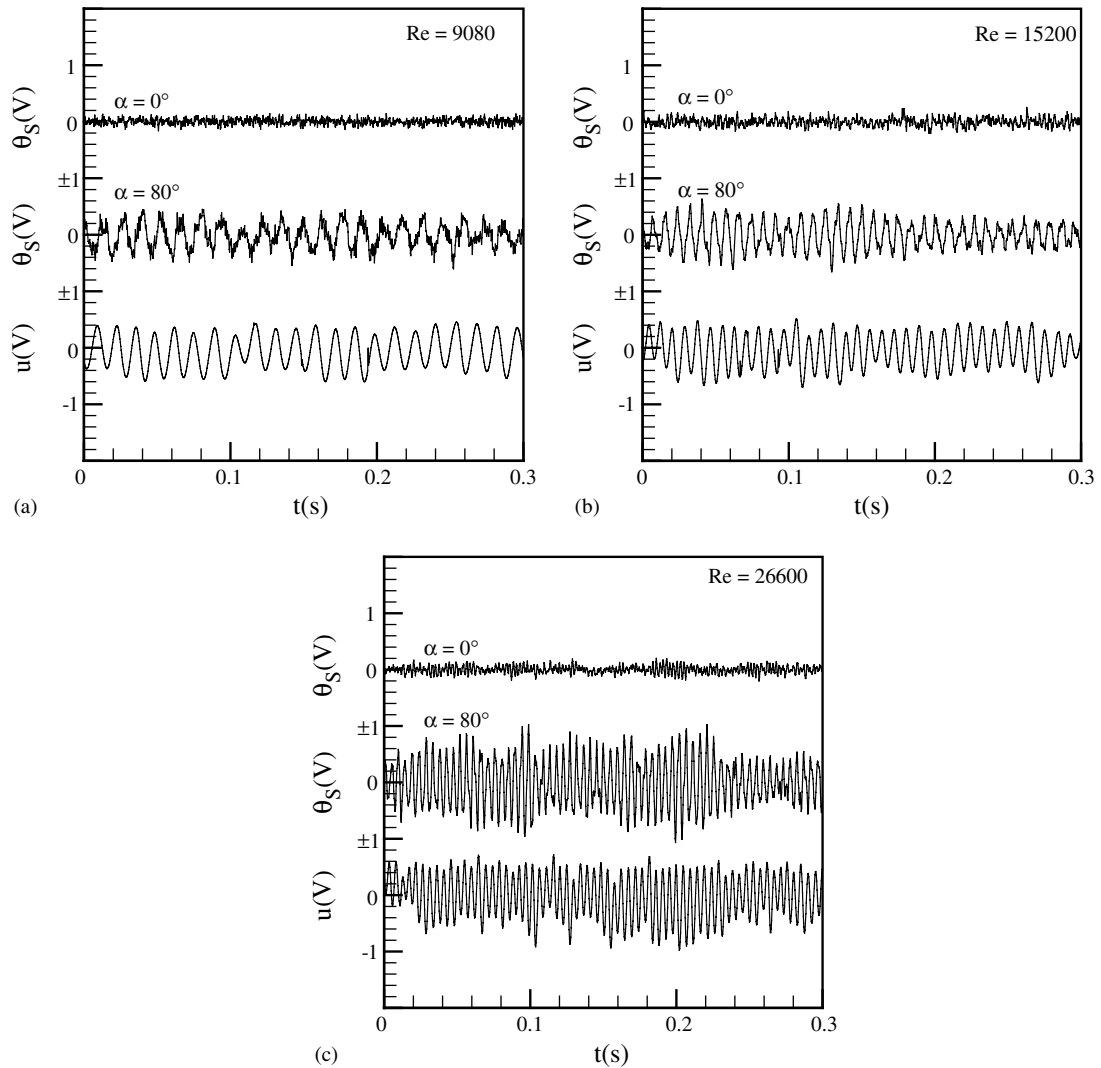 Re = 9080
1
α = 0°
θS(V)
0
±1
α = 80°
θS(V)
0
±1
u(V)
0
-1
0
0.1
0.2
0.3
(a)
t(s)
Re = 15200
1
α = 0°
θS(V)
0
±1
α = 80°
θS(V)
0
±1
u(V)
0
-1
0
0.1
0.2
0.3
(b)
t(s)
Re = 26600
1
α = 0°
θS(V)
0
±1
α = 80°
θS(V)
0
±1
u(V)
0
-1
0
0.1
0.2
0.3
(c)
t(s)